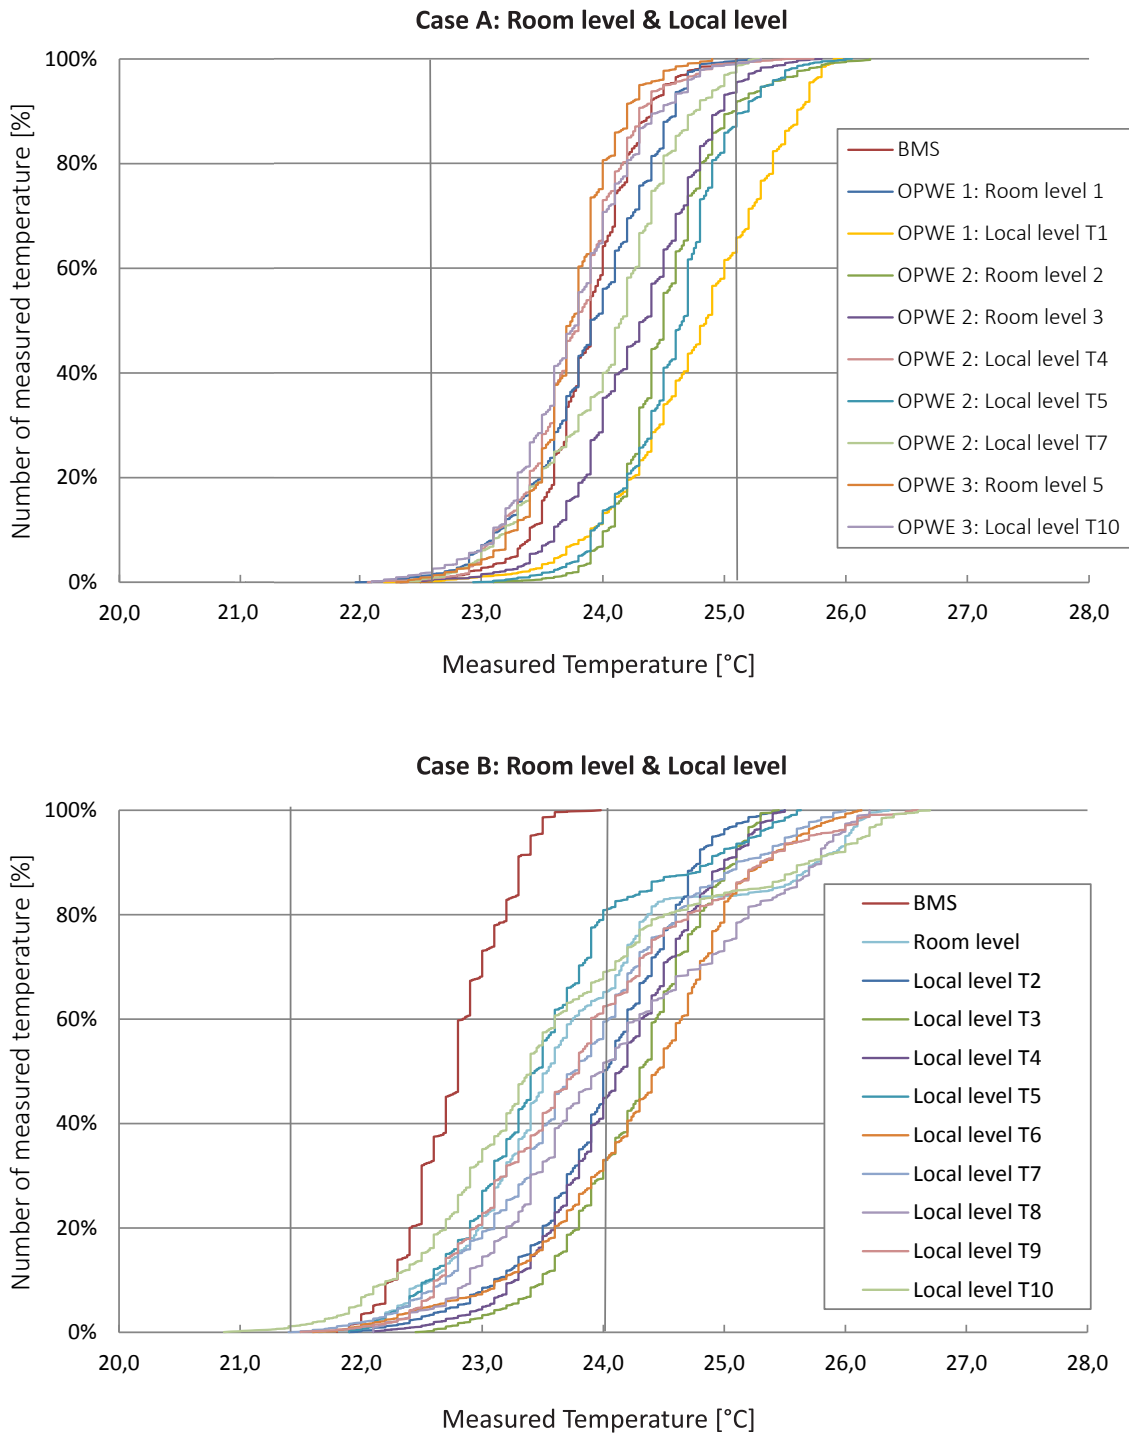 Case A: Room level & Local level
Number of measured temperature [%]
100%
80%
60%
40%
20%
0%
BMS
OPWE 1: Room level 1
OPWE 1: Local level T1
OPWE 2: Room level 2
OPWE 2: Room level 3
OPWE 2: Local level T4
OPWE 2: Local level T5
OPWE 2: Local level T7
OPWE 3: Room level 5
OPWE 3: Local level T10
20,0 21,0 22,0 23,0 24,0 25,0 26,0 27,0 28,0
Measured Temperature [°C]
Case B: Room level & Local level
Number of measured temperature [%]
100%
80%
60%
40%
20%
0%
BMS
Room level
Local level T2
Local level T3
Local level T4
Local level T5
Local level T6
Local level T7
Local level T8
Local level T9
Local level T10
20,0 21,0 22,0 23,0 24,0 25,0 26,0 27,0 28,0
Measured Temperature [°C]